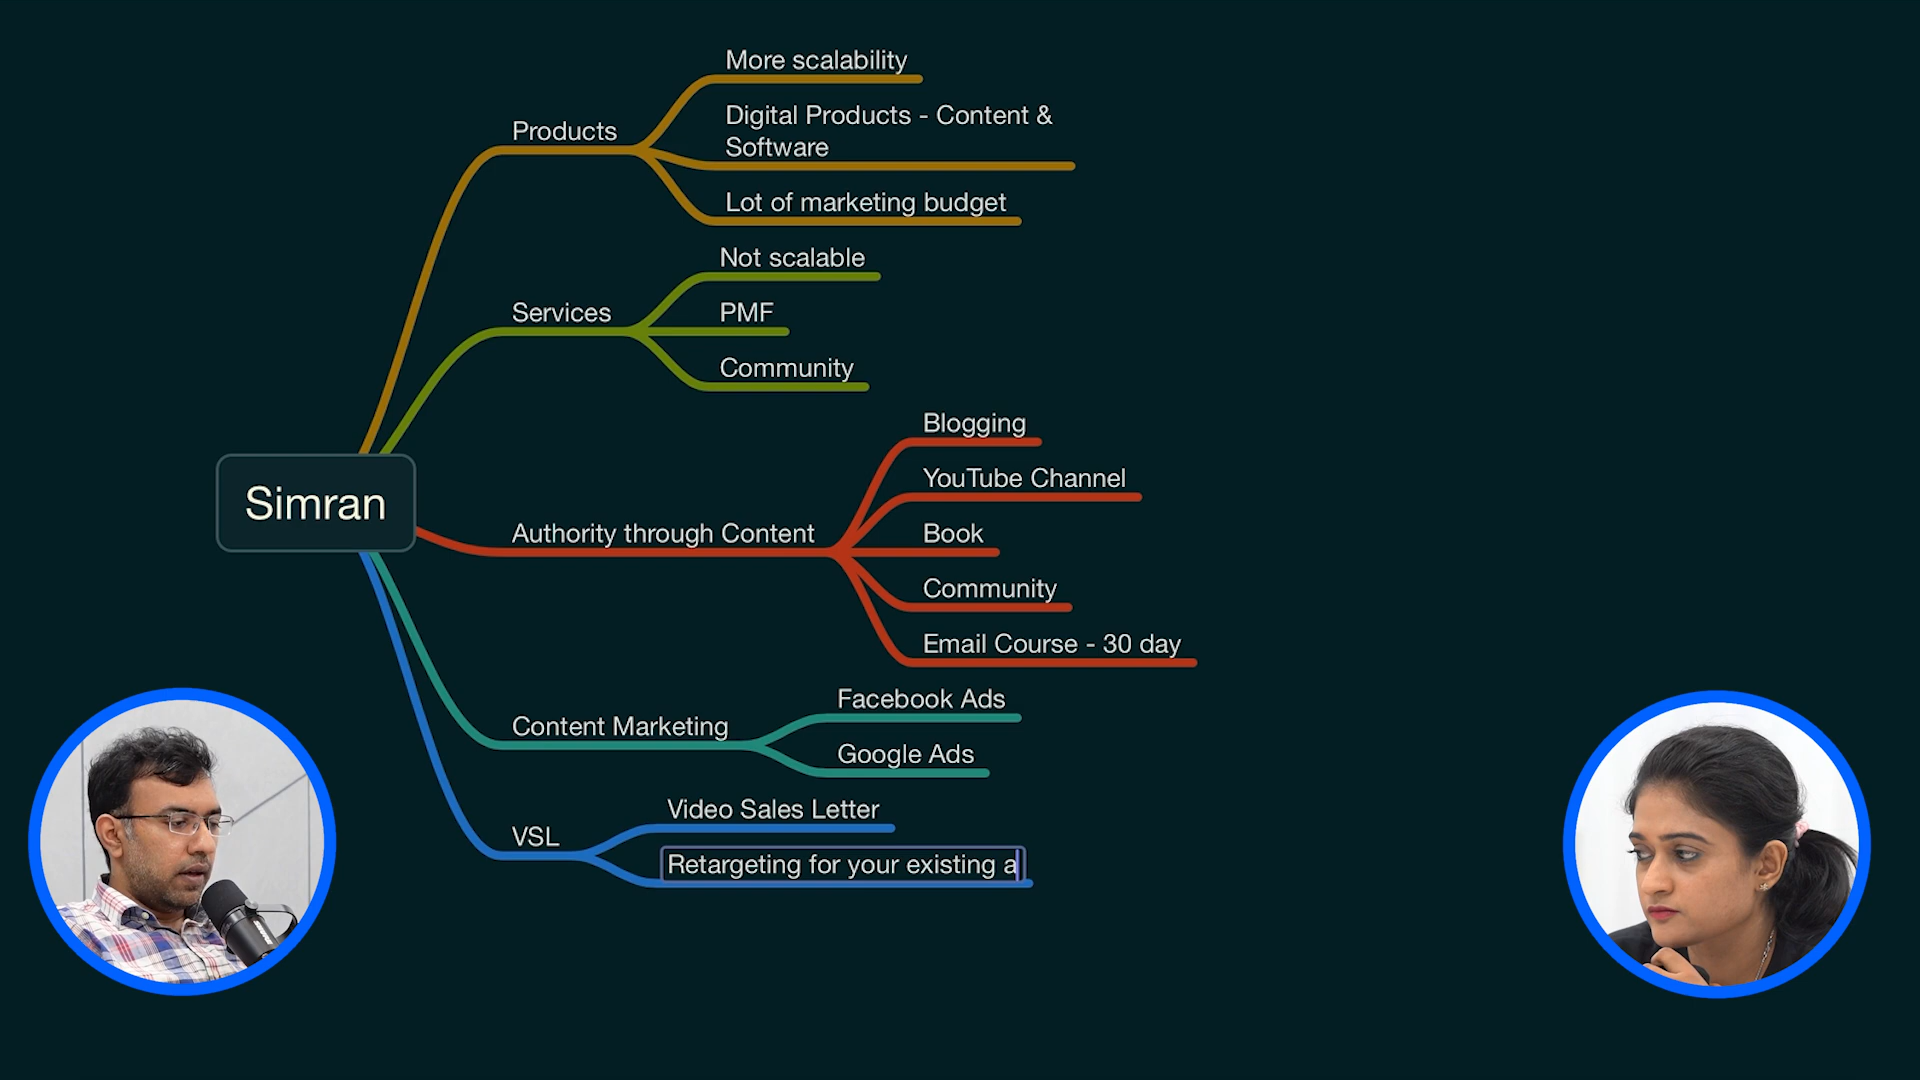 More scalability
Digital Products - Content &
Software
Lot of marketing budget
Products
Not scalable
PMF
Community
Services
Simran
Authority through Content
Blogging
YouTube Channel
Book
Community
Email Course - 30 day
Content Marketing
Facebook Ads
Google Ads
VSL
Video Sales Letter
Retargeting for your existing a